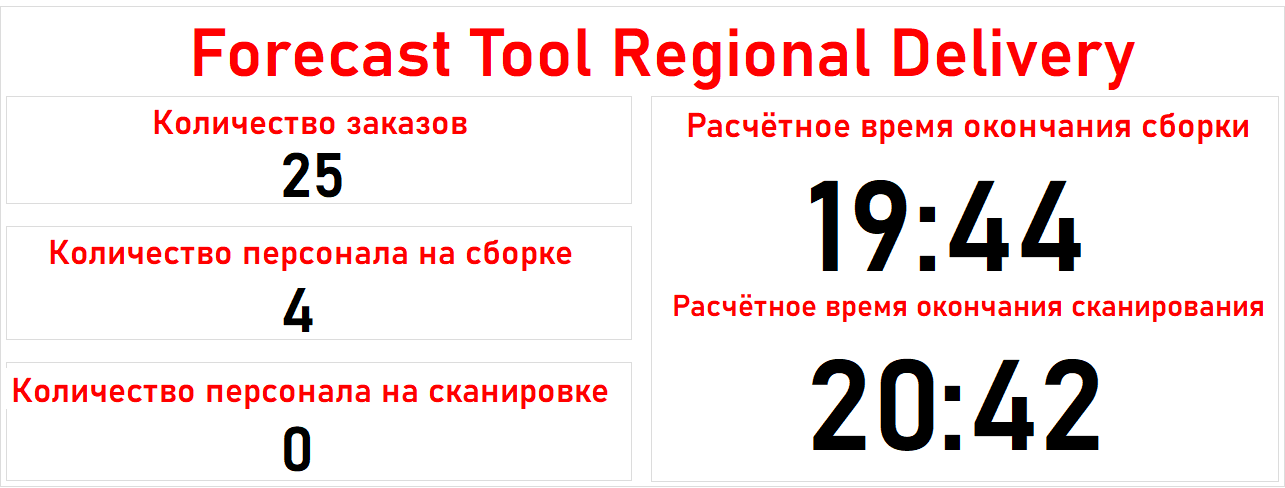 Forecast Tool Regional Delivery
Количество заказов
25
Количество персонала на сборке
4
Количество персонала на сканировке
0
Расчётное время окончания сборки
19:44
Расчётное время окончания сканирования
20:42